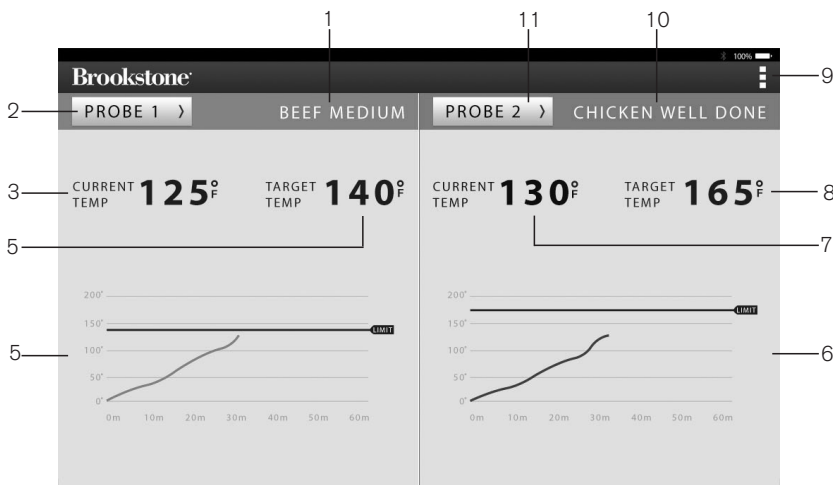 1 11 10
100%
Brookstone
9
2 PROBE 1 > BEEF MEDIUM PROBE 2 > CHICKEN WELL DONE
3 CURRENT TEMP 125°F TARGET TEMP 140°F CURRENT TEMP 130°F TARGET TEMP 165°F 8
5 7
200°
150° LIMIT
5 100°
50°
0°
0m 10m 20m 30m 40m 50m 60m
200°
LIMIT
150°
100° 6
50°
0°
0m 10m 20m 30m 40m 50m 60m